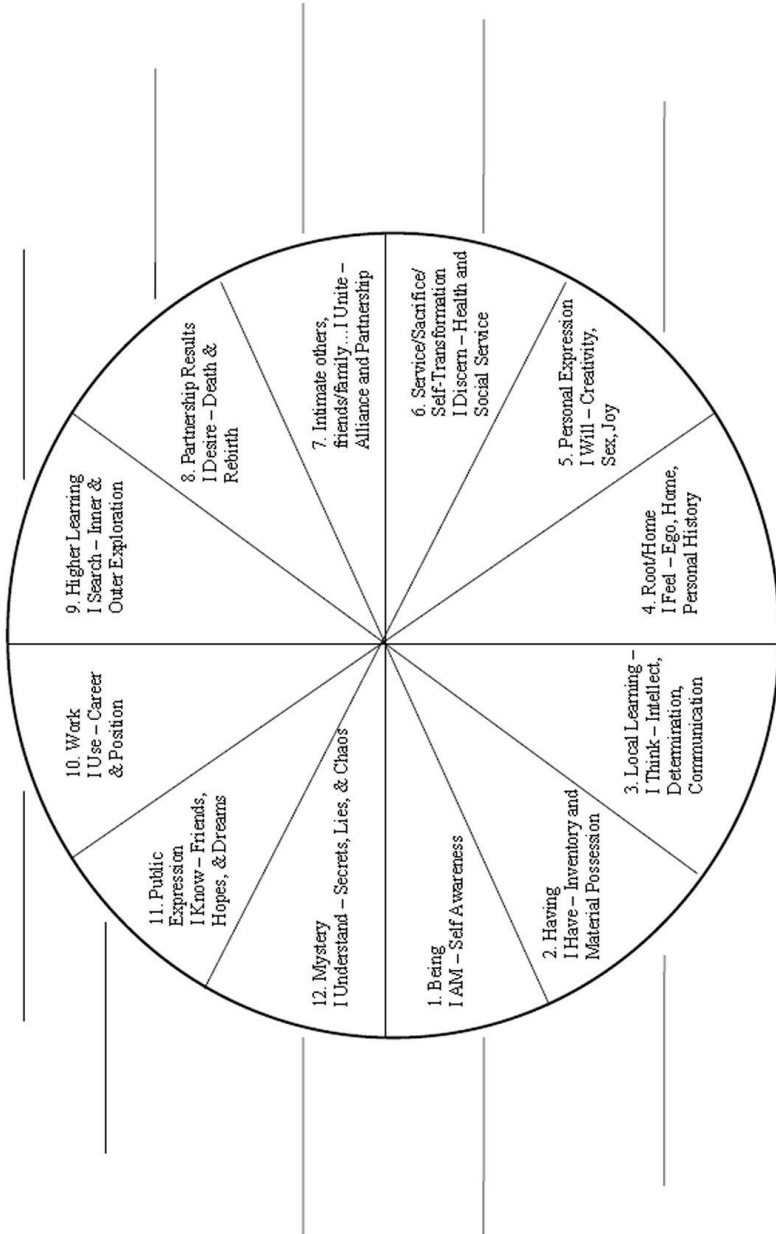 1. Being
I AM – Self Awareness
2. Having
I Have – Inventory and
Material Possession
3. Local Learning –
I Think – Intellect,
Determination,
Communication
4. Root/Home
I Feel – Ego, Home,
Personal History
5. Personal Expression
I Will – Creativity,
Sex, Joy
6. Service/Sacrifice/
Self-Transformation
I Discern – Health and
Social Service
7. Intimate others,
friends/family...I Unite –
Alliance and Partnership
8. Partnership Results
I Desire – Death &
Rebirth
9. Higher Learning
I Search – Inner &
Outer Exploration
10. Work
I Use – Career
& Position
11. Public
Expression
I Know – Friends,
Hopes, & Dreams
12. Mystery
I Understand – Secrets, Lies, & Chaos